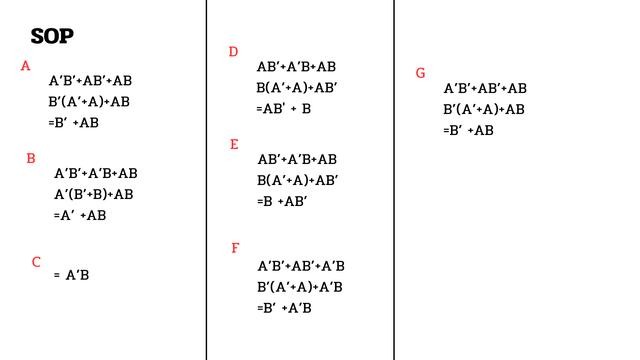 SOP
A
A’B’+AB’+AB
B’(A’+A)+AB
=B’ +AB
B
A’B’+A’B+AB
A’(B’+B)+AB
=A’ +AB
C
= A’B
D
AB’+A’B+AB
B(A’+A)+AB’
=AB' + B
E
AB’+A’B+AB
B(A’+A)+AB’
=B +AB’
F
A’B’+AB’+A’B
B’(A’+A)+A’B
=B’ +A’B
G
A’B’+AB’+AB
B’(A’+A)+AB
=B’ +AB